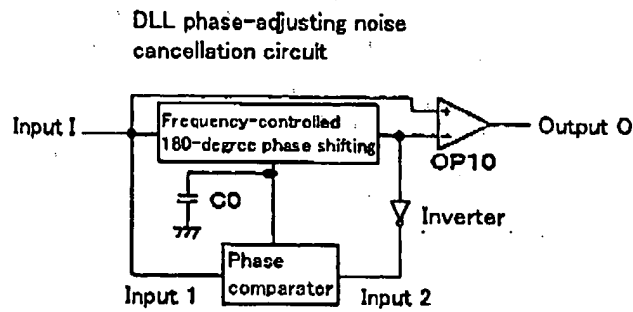 DLL phase-adjusting noise
cancellation circuit
Input I
Frequency-controlled
180-degree phase shifting
+
−
OP10
Output O
C0
Inverter
Phase
comparator
Input 1
Input 2